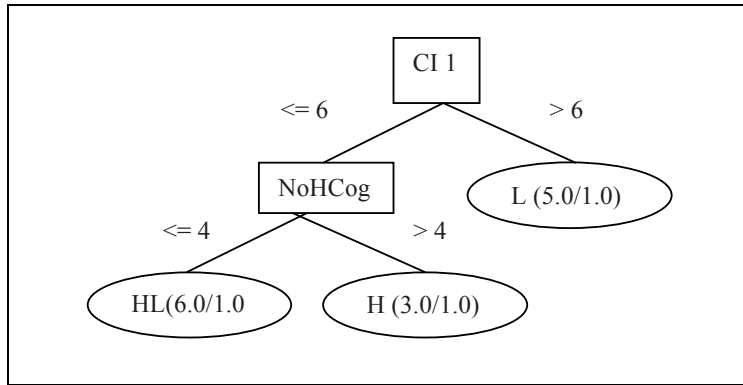 CI 1
<= 6
> 6
NoHCog
L (5.0/1.0)
<= 4
> 4
HL(6.0/1.0
H (3.0/1.0)